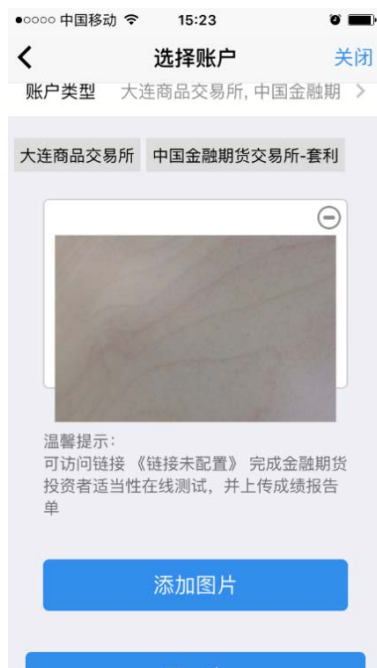 ●○○○○ 中国移动 15:23
选择账户 关闭
账户类型 大连商品交易所, 中国金融期 >
大连商品交易所 中国金融期货交易所-套利
温馨提示：
可访问链接 《链接未配置》 完成金融期货
投资者适当性在线测试，并上传成绩报告
单
添加图片